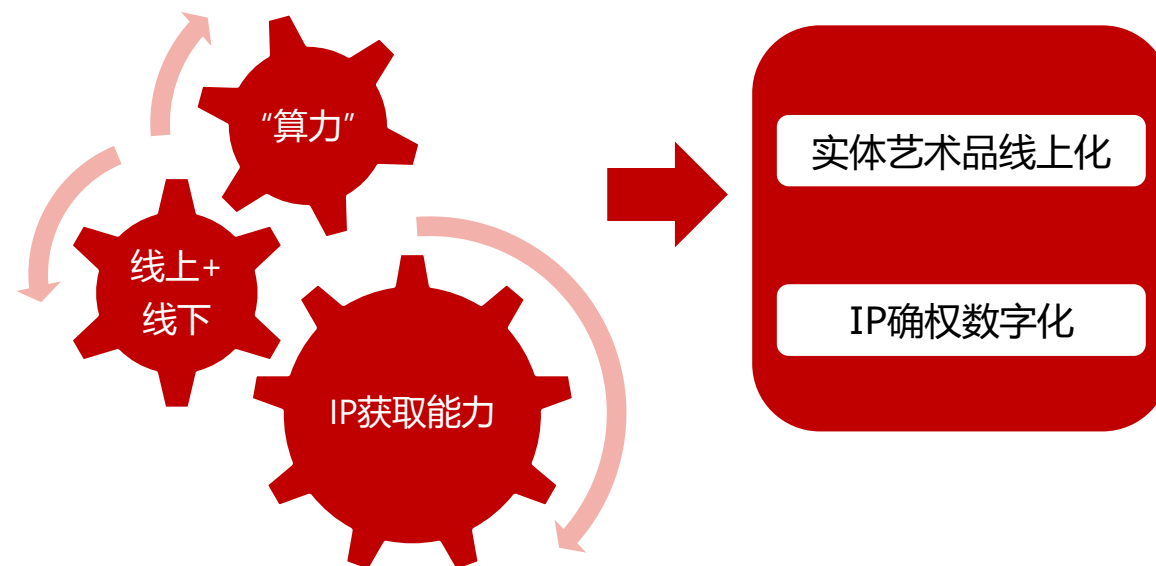 “算力”
线上+
线下
IP获取能力
实体艺术品线上化
IP确权数字化